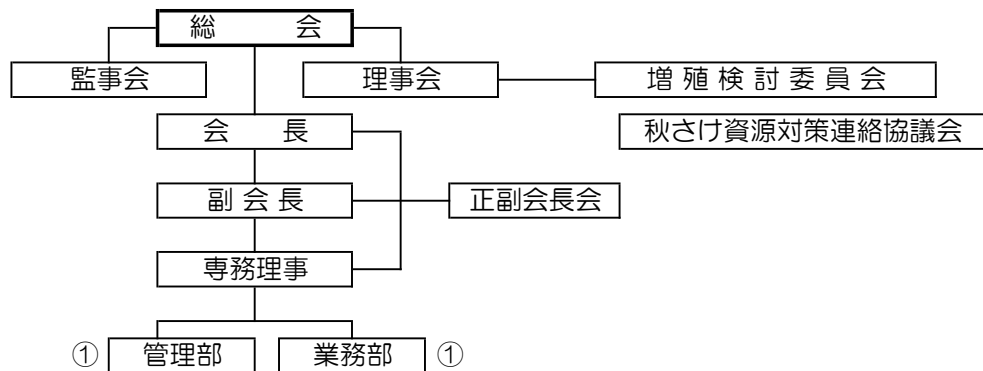 総　会
監事会
理事会
増殖検討委員会
会　長
秋さけ資源対策連絡協議会
副会長
正副会長会
専務理事
① 管理部
業務部 ①